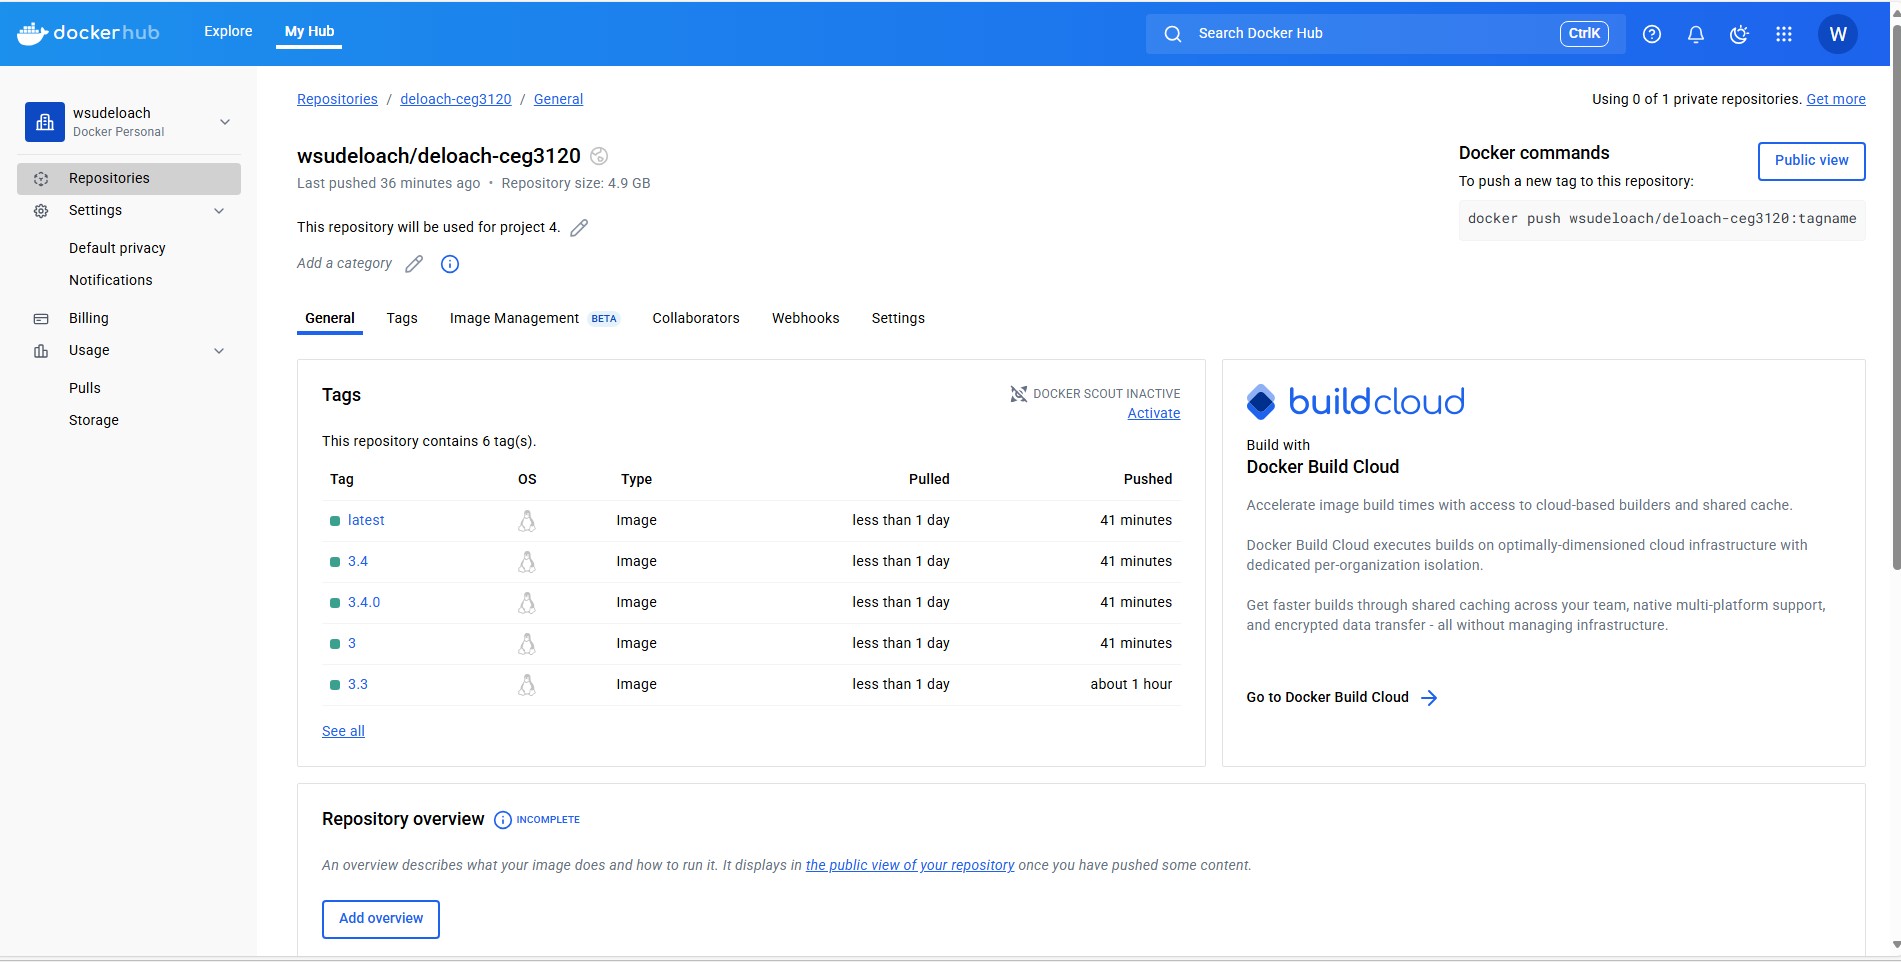 dockerhub
Explore
My Hub
Search Docker Hub
CtrlK
W
wsudeloach
Docker Personal
Repositories
Settings
Default privacy
Notifications
Billing
Usage
Pulls
Storage
Repositories / deloach-ceg3120 / General
Using 0 of 1 private repositories. Get more
wsudeloach/deloach-ceg3120
Last pushed 36 minutes ago • Repository size: 4.9 GB
This repository will be used for project 4.
Add a category
Docker commands
Public view
To push a new tag to this repository:
docker push wsudeloach/deloach-ceg3120:tagname
General Tags Image Management BETA Collaborators Webhooks Settings
Tags
DOCKER SCOUT INACTIVE
Activate
This repository contains 6 tag(s).
Tag OS Type Pulled Pushed
latest Image less than 1 day 41 minutes
3.4 Image less than 1 day 41 minutes
3.4.0 Image less than 1 day 41 minutes
3 Image less than 1 day 41 minutes
3.3 Image less than 1 day about 1 hour
See all
buildcloud
Build with
Docker Build Cloud
Accelerate image build times with access to cloud-based builders and shared cache.
Docker Build Cloud executes builds on optimally-dimensioned cloud infrastructure with
dedicated per-organization isolation.
Get faster builds through shared caching across your team, native multi-platform support,
and encrypted data transfer - all without managing infrastructure.
Go to Docker Build Cloud
Repository overview INCOMPLETE
An overview describes what your image does and how to run it. It displays in the public view of your repository once you have pushed some content.
Add overview